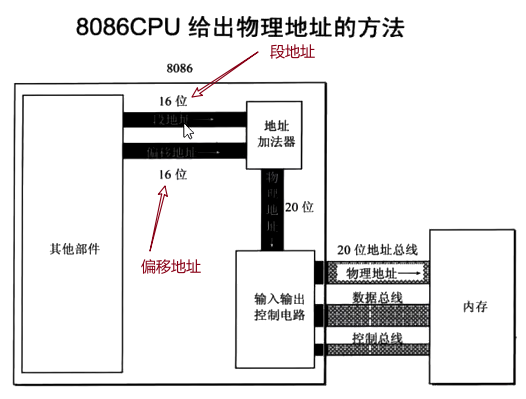 8086CPU 给出物理地址的方法
段地址
8086
16 位
段地址
地址
加法器
偏移地址
16 位
物理地址
20 位
偏移地址
其他部件
20 位地址总线
物理地址
输入输出
控制电路
数据总线
控制总线
内存